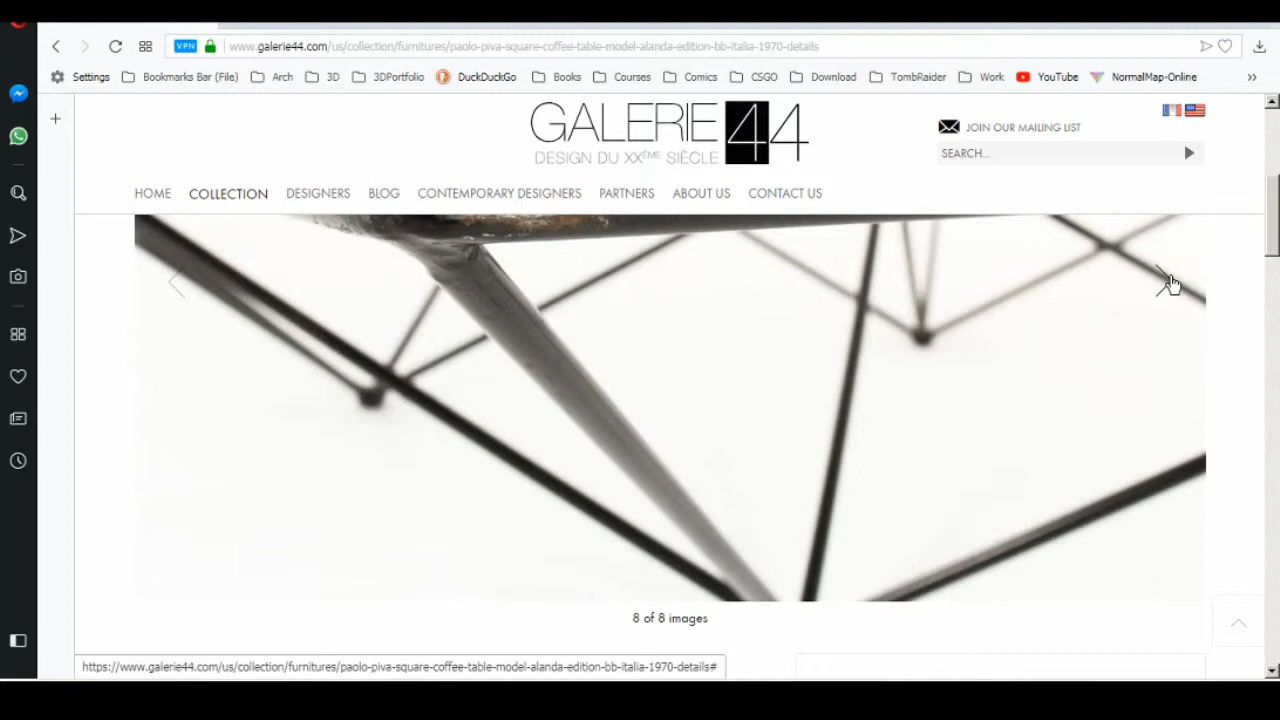 VPN
www.galerie44.com/us/collection/furnitures/paolo-piva-square-coffee-table-model-alanda-edition-bb-italia-1970-details
Settings
Bookmarks Bar (File)
Arch
3D
3DPortfolio
DuckDuckGo
Books
Courses
Comics
CSGO
Download
TombRaider
Work
YouTube
NormalMap-Online
»
GALERIE 44
DESIGN DU XXÈME SIÈCLE
JOIN OUR MAILING LIST
SEARCH...
HOME
COLLECTION
DESIGNERS
BLOG
CONTEMPORARY DESIGNERS
PARTNERS
ABOUT US
CONTACT US
8 of 8 images
https://www.galerie44.com/us/collection/furnitures/paolo-piva-square-coffee-table-model-alanda-edition-bb-italia-1970-details#